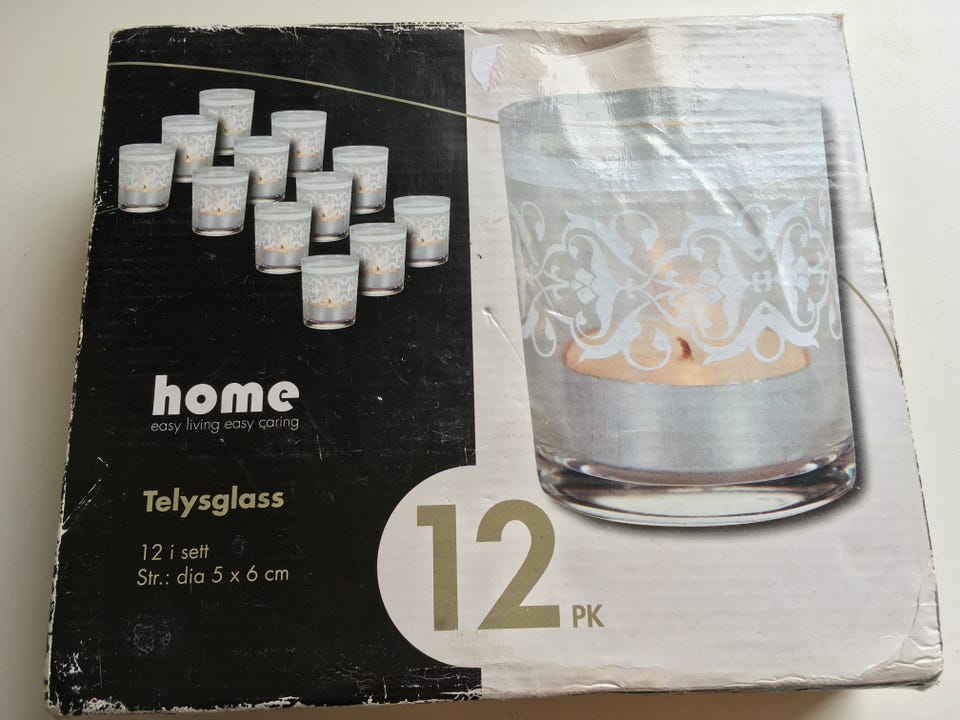 home
easy living easy caring
Telysglass
12 i sett
Str.: dia 5 x 6 cm
12 PK